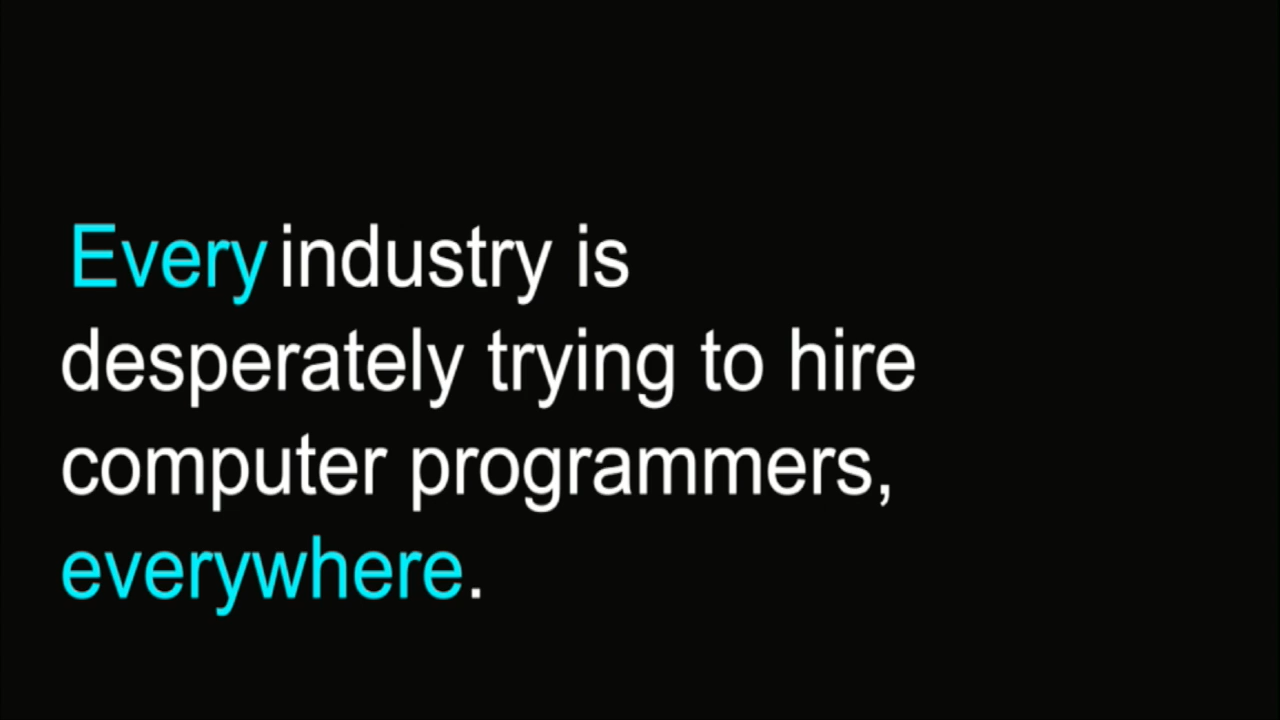 Every industry is
desperately trying to hire
computer programmers,
everywhere.